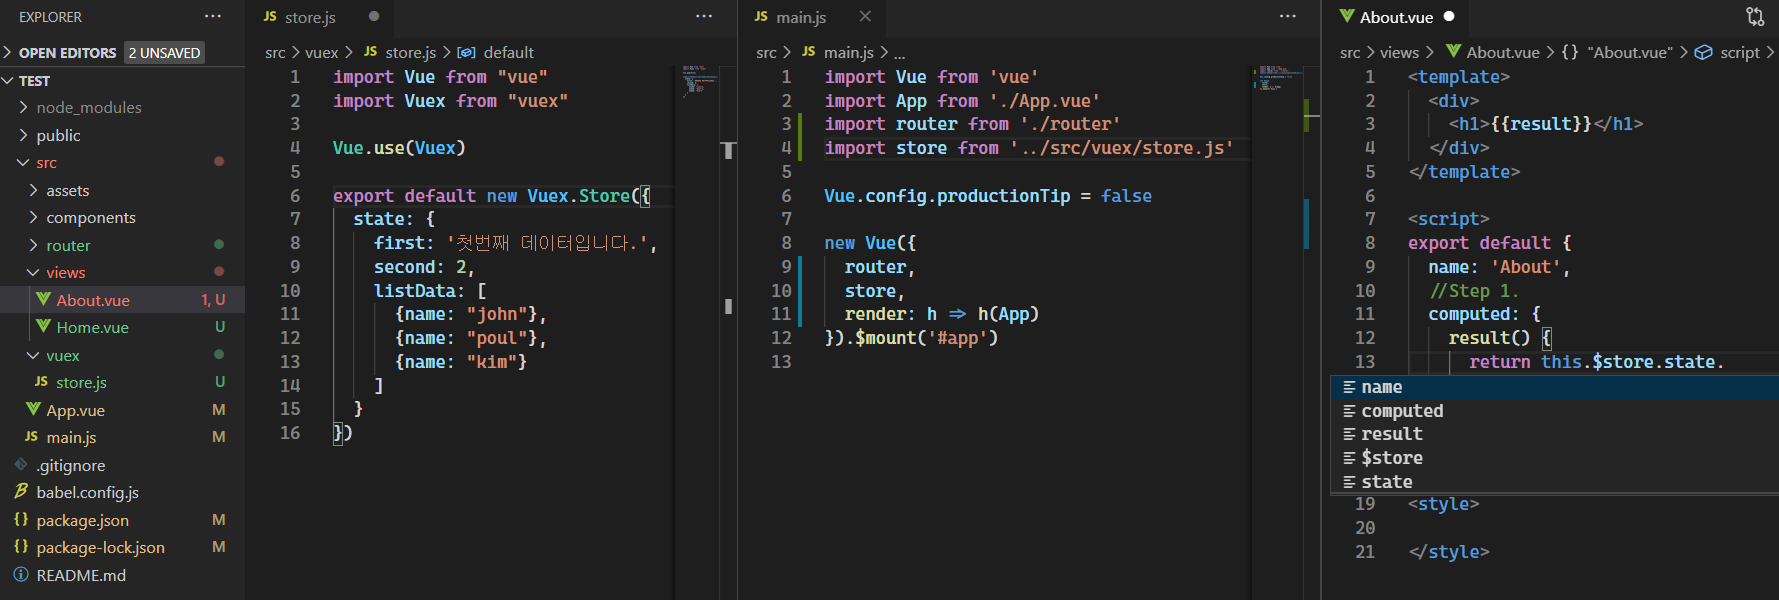 EXPLORER ...
OPEN EDITORS 2 UNSAVED
TEST
node_modules
public
src
assets
components
router
views
About.vue 1, U
Home.vue U
vuex
JS store.js U
App.vue M
JS main.js M
.gitignore
babel.config.js
{} package.json M
{} package-lock.json M
README.md
JS store.js ...
src > vuex > JS store.js > default
1 import Vue from "vue"
2 import Vuex from "vuex"
3
4 Vue.use(Vuex)
5
6 export default new Vuex.Store({
7 state: {
8 first: '첫번째 데이터입니다.',
9 second: 2,
10 listData: [
11 {name: "john"},
12 {name: "poul"},
13 {name: "kim"}
14 ]
15 }
16 })
JS main.js ...
src > JS main.js > ...
1 import Vue from 'vue'
2 import App from './App.vue'
3 import router from './router'
4 import store from '../src/vuex/store.js'
5
6 Vue.config.productionTip = false
7
8 new Vue({
9 router,
10 store,
11 render: h => h(App)
12 }).$mount('#app')
13
About.vue
src > views > About.vue > {} "About.vue" > script >
1 <template>
2 <div>
3 <h1>{{result}}</h1>
4 </div>
5 </template>
6
7 <script>
8 export default {
9 name: 'About',
10 //Step 1.
11 computed: {
12 result() {
13 return this.$store.state.
name
computed
result
$store
state
19 <style>
20
21 </style>